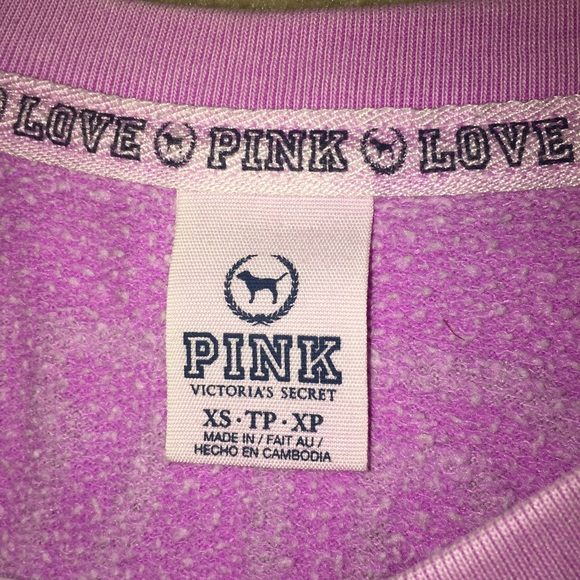 LOVE PINK LOVE
PINK
VICTORIA'S SECRET
XS · TP · XP
MADE IN / FAIT AU /
HECHO EN CAMBODIA